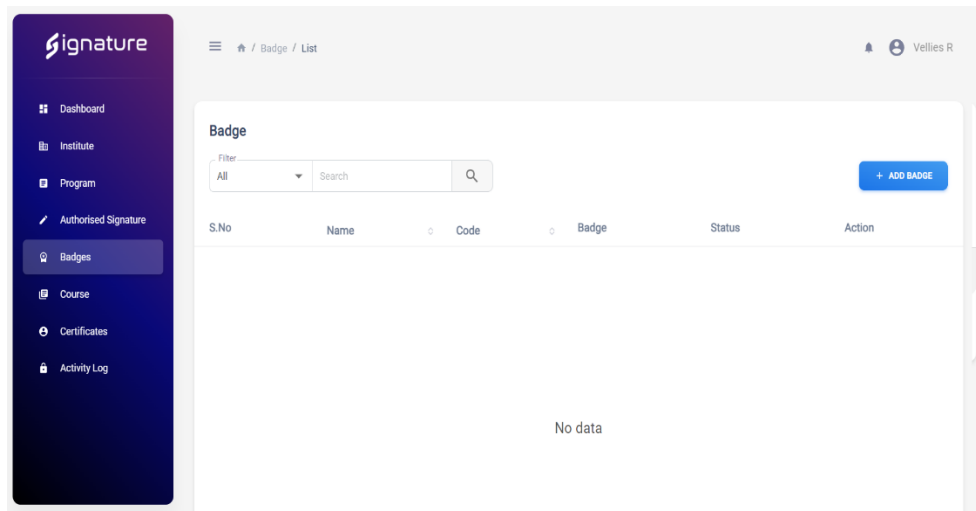 Signature
Dashboard
Institute
Program
Authorised Signature
Badges
Course
Certificates
Activity Log
/ Badge / List
Vellies R
Badge
Filter
All
Search
+ ADD BADGE
S.No Name Code Badge Status Action
No data